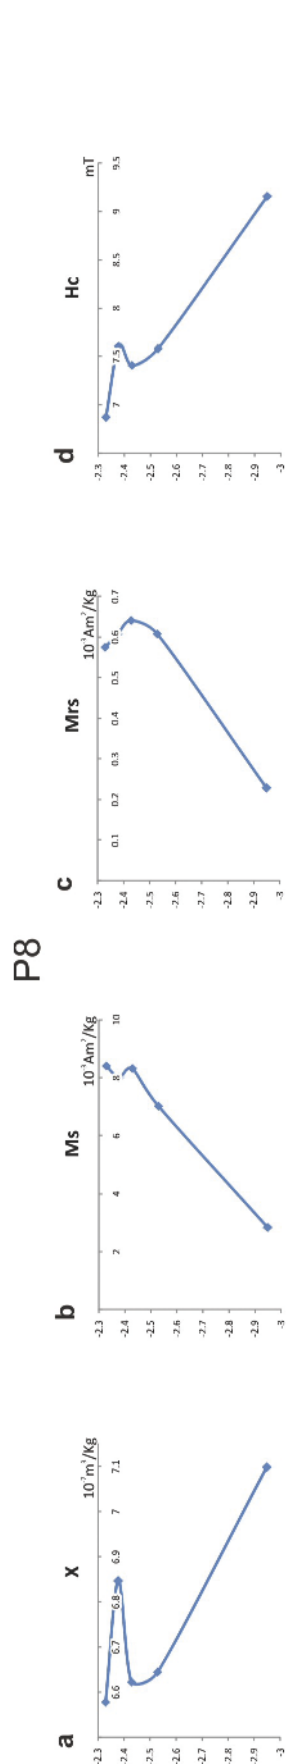 P8
a
X
10⁻⁷m³/Kg
6.6 6.7 6.8 6.9 7 7.1
-2.3
-2.4
-2.5
-2.6
-2.7
-2.8
-2.9
-3
b
Ms
10⁻³Am²/Kg
2 4 6 8 10
-2.3
-2.4
-2.5
-2.6
-2.7
-2.8
-2.9
-3
c
Mrs
10⁻³Am²/Kg
0.1 0.2 0.3 0.4 0.5 0.6 0.7
-2.3
-2.4
-2.5
-2.6
-2.7
-2.8
-2.9
-3
d
Hc
mT
7 7.5 8 8.5 9 9.5
-2.3
-2.4
-2.5
-2.6
-2.7
-2.8
-2.9
-3